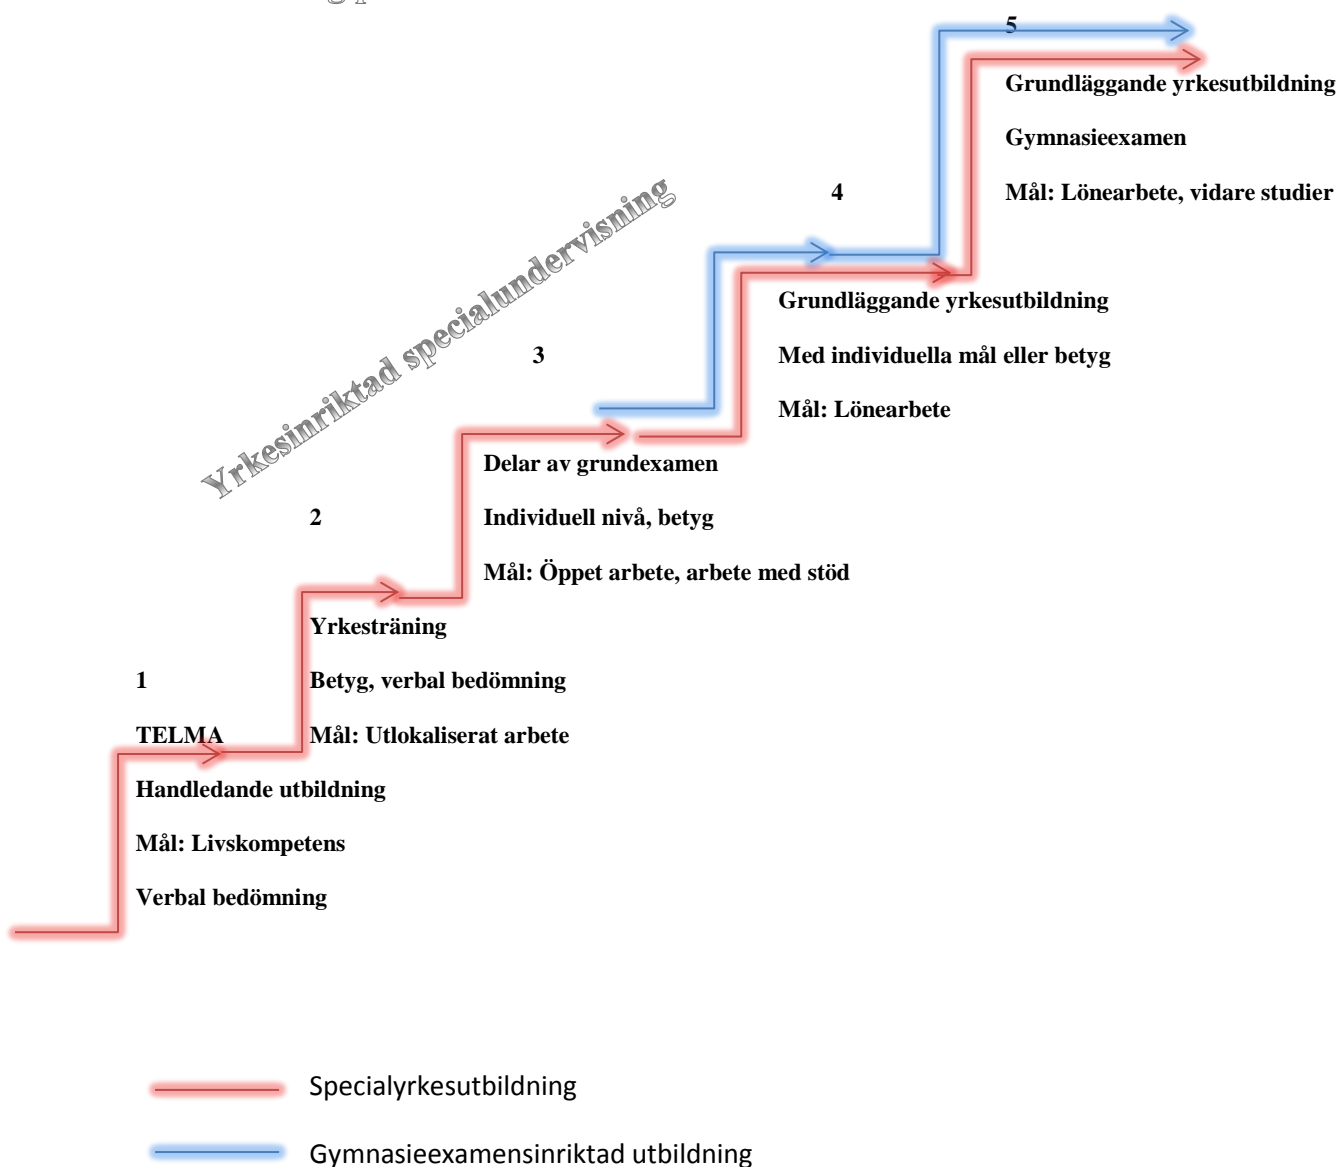 5
Grundläggande yrkesutbildning
Gymnasieexamen
Mål: Lönearbete, vidare studier
4
Grundläggande yrkesutbildning
Med individuella mål eller betyg
Mål: Lönearbete
Yrkesinriktad specialundervisning
3
Delar av grundexamen
Individuell nivå, betyg
Mål: Öppet arbete, arbete med stöd
2
Yrkesträning
Betyg, verbal bedömning
Mål: Utlokaliserat arbete
1
TELMA
Handledande utbildning
Mål: Livskompetens
Verbal bedömning
Specialyrkesutbildning
Gymnasieexamensinriktad utbildning